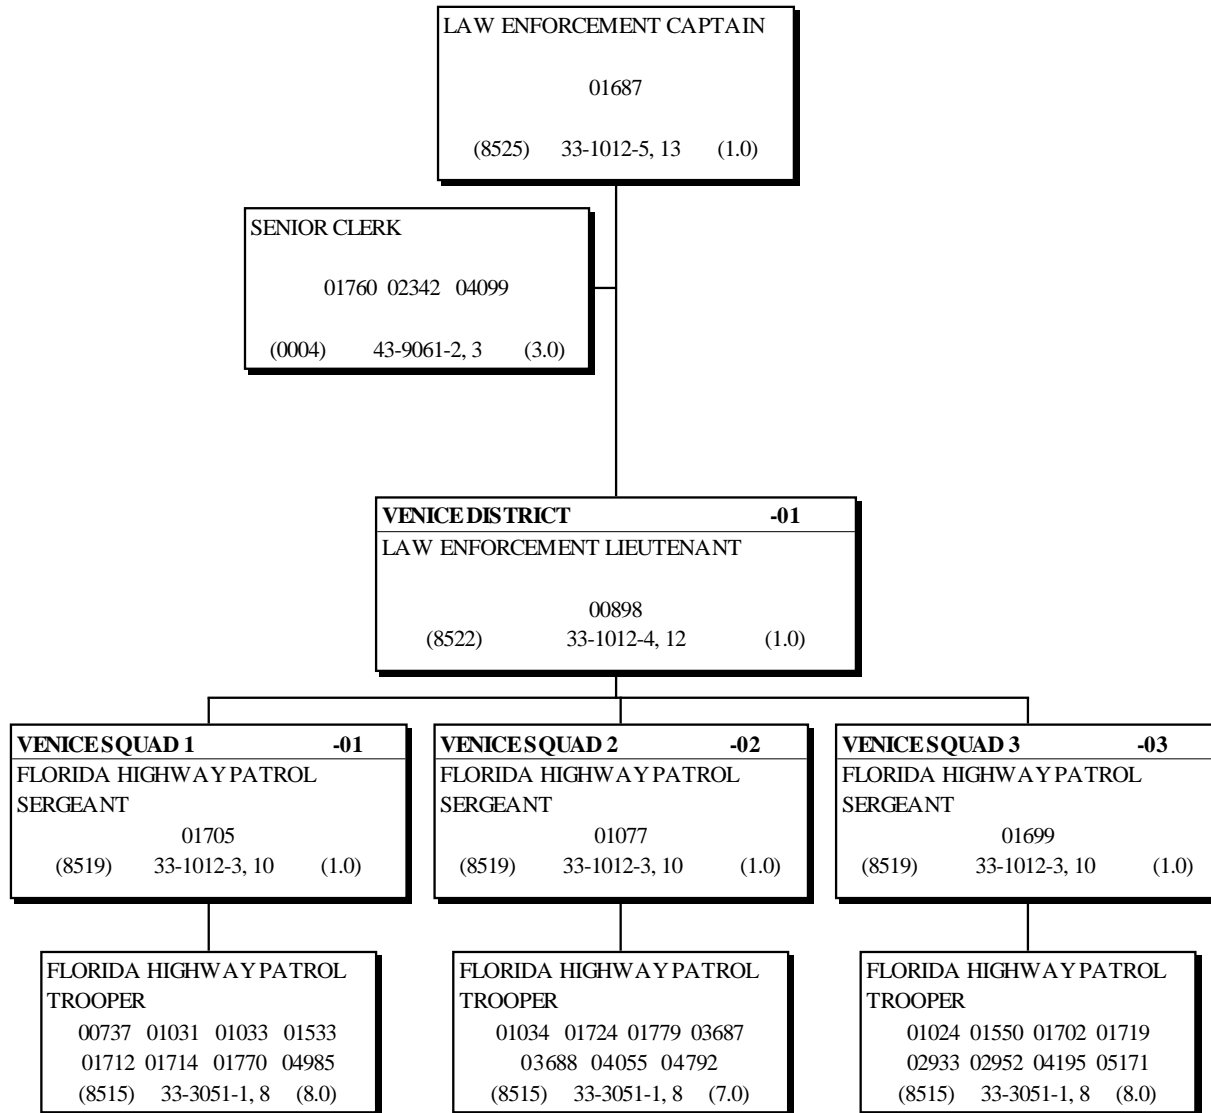 LAW ENFORCEMENT CAPTAIN
01687
(8525) 33-1012-5, 13 (1.0)
SENIOR CLERK
01760 02342 04099
(0004) 43-9061-2, 3 (3.0)
VENICE DISTRICT -01
LAW ENFORCEMENT LIEUTENANT
00898
(8522) 33-1012-4, 12 (1.0)
VENICE SQUAD 1 -01
FLORIDA HIGHWAY PATROL
SERGEANT
01705
(8519) 33-1012-3, 10 (1.0)
VENICE SQUAD 2 -02
FLORIDA HIGHWAY PATROL
SERGEANT
01077
(8519) 33-1012-3, 10 (1.0)
VENICE SQUAD 3 -03
FLORIDA HIGHWAY PATROL
SERGEANT
01699
(8519) 33-1012-3, 10 (1.0)
FLORIDA HIGHWAY PATROL
TROOPER
00737 01031 01033 01533
01712 01714 01770 04985
(8515) 33-3051-1, 8 (8.0)
FLORIDA HIGHWAY PATROL
TROOPER
01034 01724 01779 03687
03688 04055 04792
(8515) 33-3051-1, 8 (7.0)
FLORIDA HIGHWAY PATROL
TROOPER
01024 01550 01702 01719
02933 02952 04195 05171
(8515) 33-3051-1, 8 (8.0)